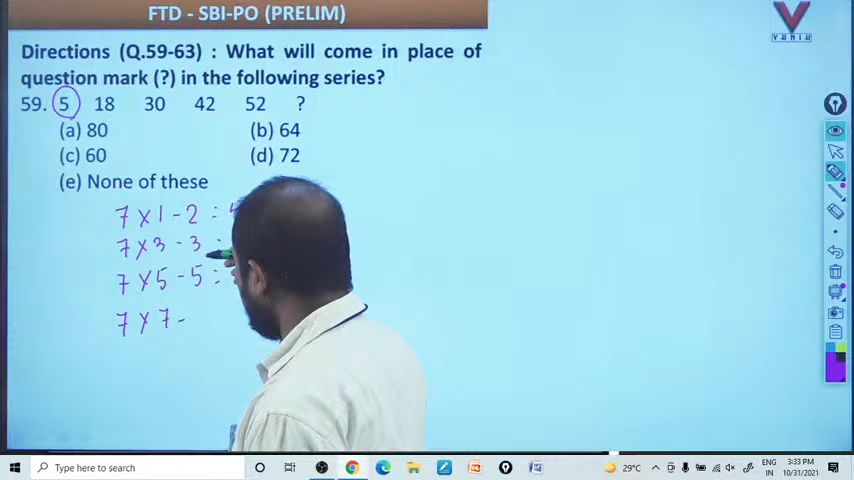 FTD - SBI-PO (PRELIM)
VANIK
Directions (Q.59-63) : What will come in place of
question mark (?) in the following series?
59. 5 18 30 42 52 ?
(a) 80 (b) 64
(c) 60 (d) 72
(e) None of these
7 × 1 - 2 =
7 × 3 - 3 =
7 × 5 - 5 =
7 × 7 -
Type here to search
29°C
ENG
IN
3:33 PM
10/31/2021